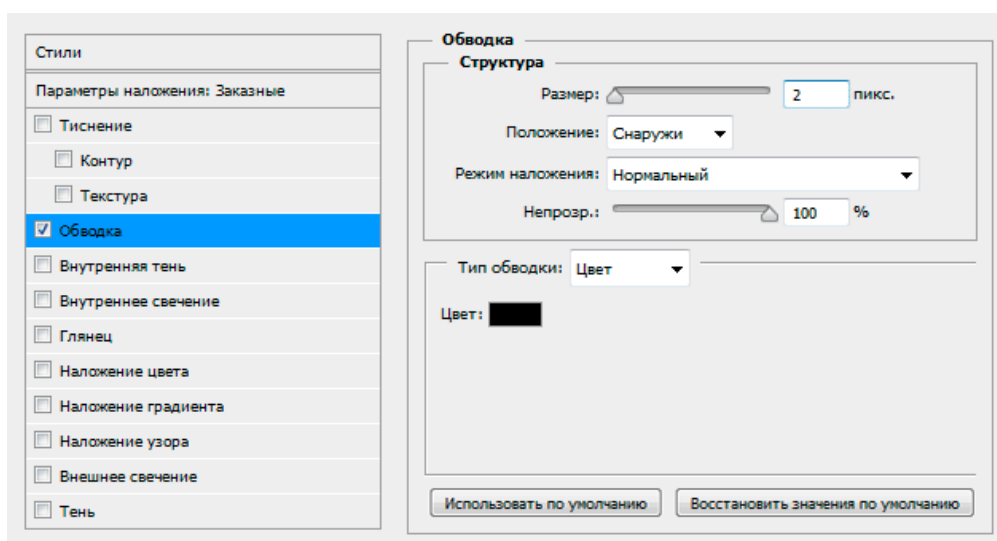 Стили
Параметры наложения: Заказные
Тиснение
Контур
Текстура
Обводка
Внутренняя тень
Внутреннее свечение
Глянец
Наложение цвета
Наложение градиента
Наложение узора
Внешнее свечение
Тень
Обводка
Структура
Размер: 2 пикс.
Положение: Снаружи
Режим наложения: Нормальный
Непрозр.: 100 %
Тип обводки: Цвет
Цвет:
Использовать по умолчанию Восстановить значения по умолчанию